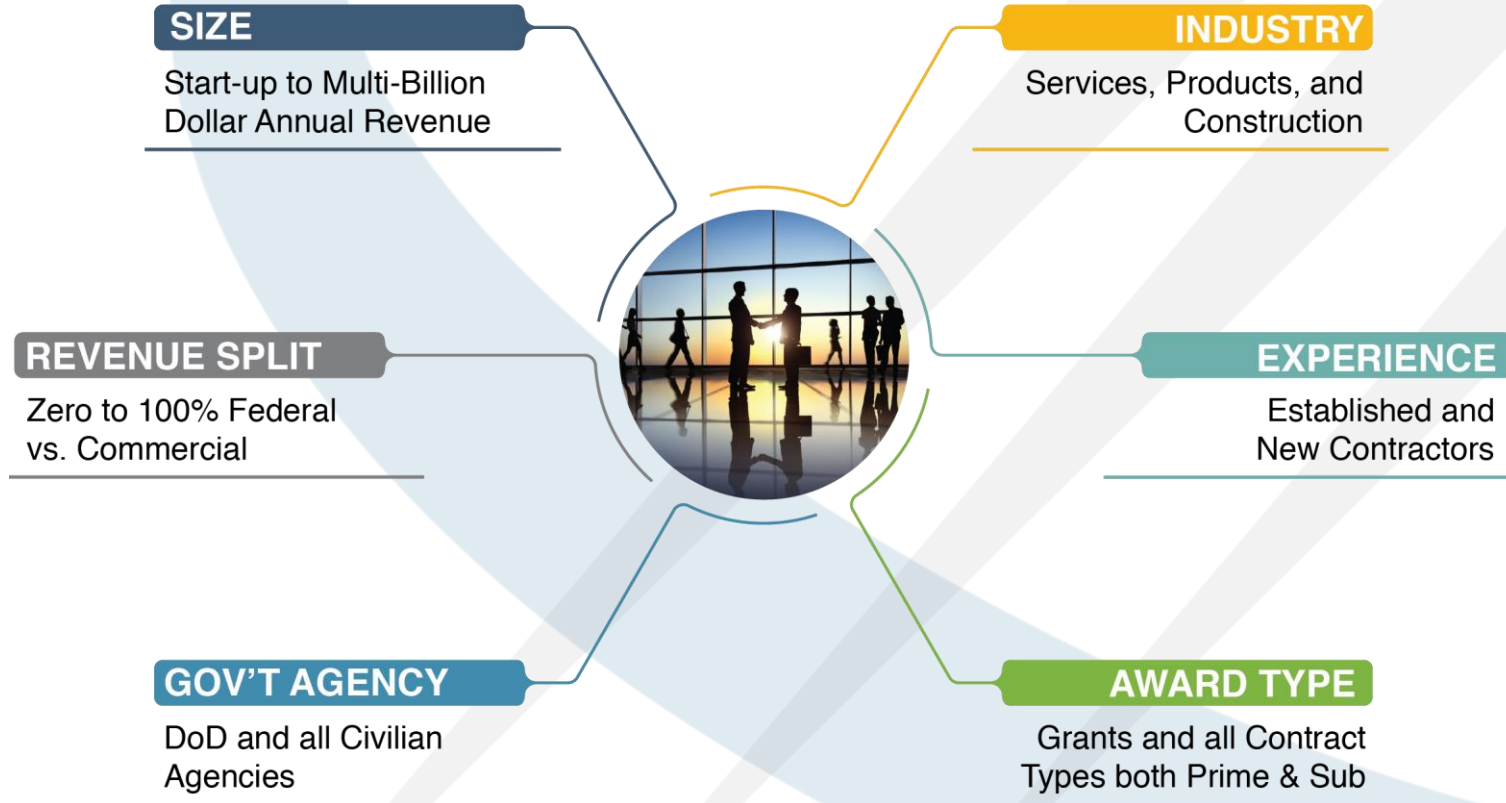 SIZE
Start-up to Multi-Billion
Dollar Annual Revenue
INDUSTRY
Services, Products, and
Construction
REVENUE SPLIT
Zero to 100% Federal
vs. Commercial
EXPERIENCE
Established and
New Contractors
GOV'T AGENCY
DoD and all Civilian
Agencies
AWARD TYPE
Grants and all Contract
Types both Prime & Sub